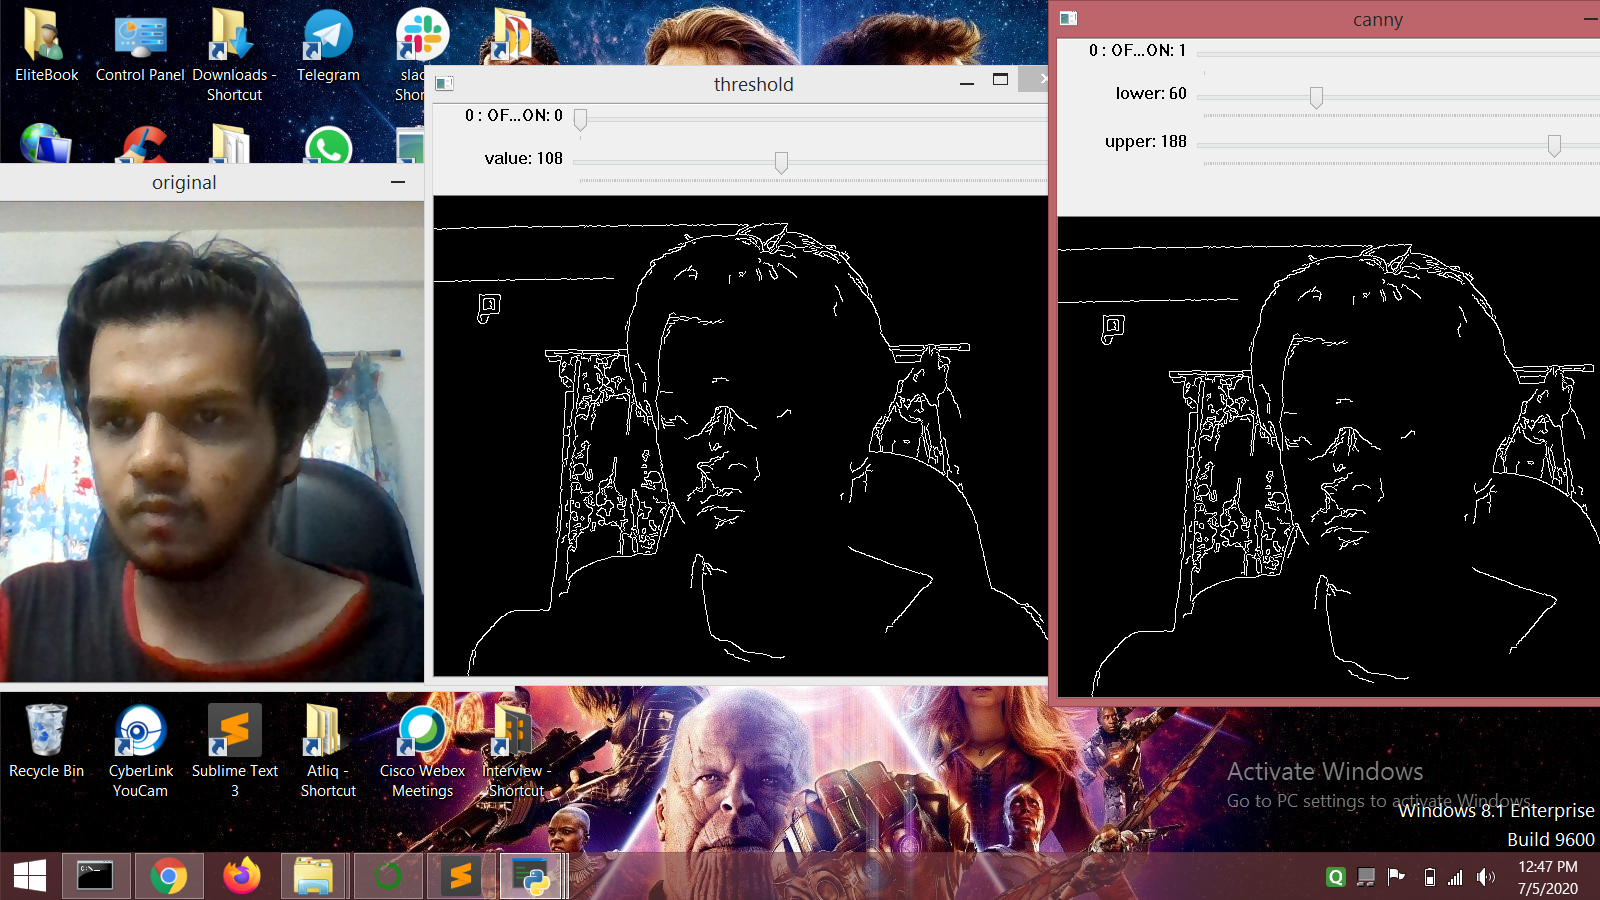 EliteBook
Control Panel
Downloads -
Shortcut
Telegram
slac
Shor
threshold
0 : OF...ON: 0
value: 108
canny
0 : OF...ON: 1
lower: 60
upper: 188
original
Recycle Bin
CyberLink
YouCam
Sublime Text
3
Atliq -
Shortcut
Cisco Webex
Meetings
Interview -
Shortcut
Activate Windows
Go to PC settings to activate Windows.
Windows 8.1 Enterprise
Build 9600
C:\._
Q
12:47 PM
7/5/2020